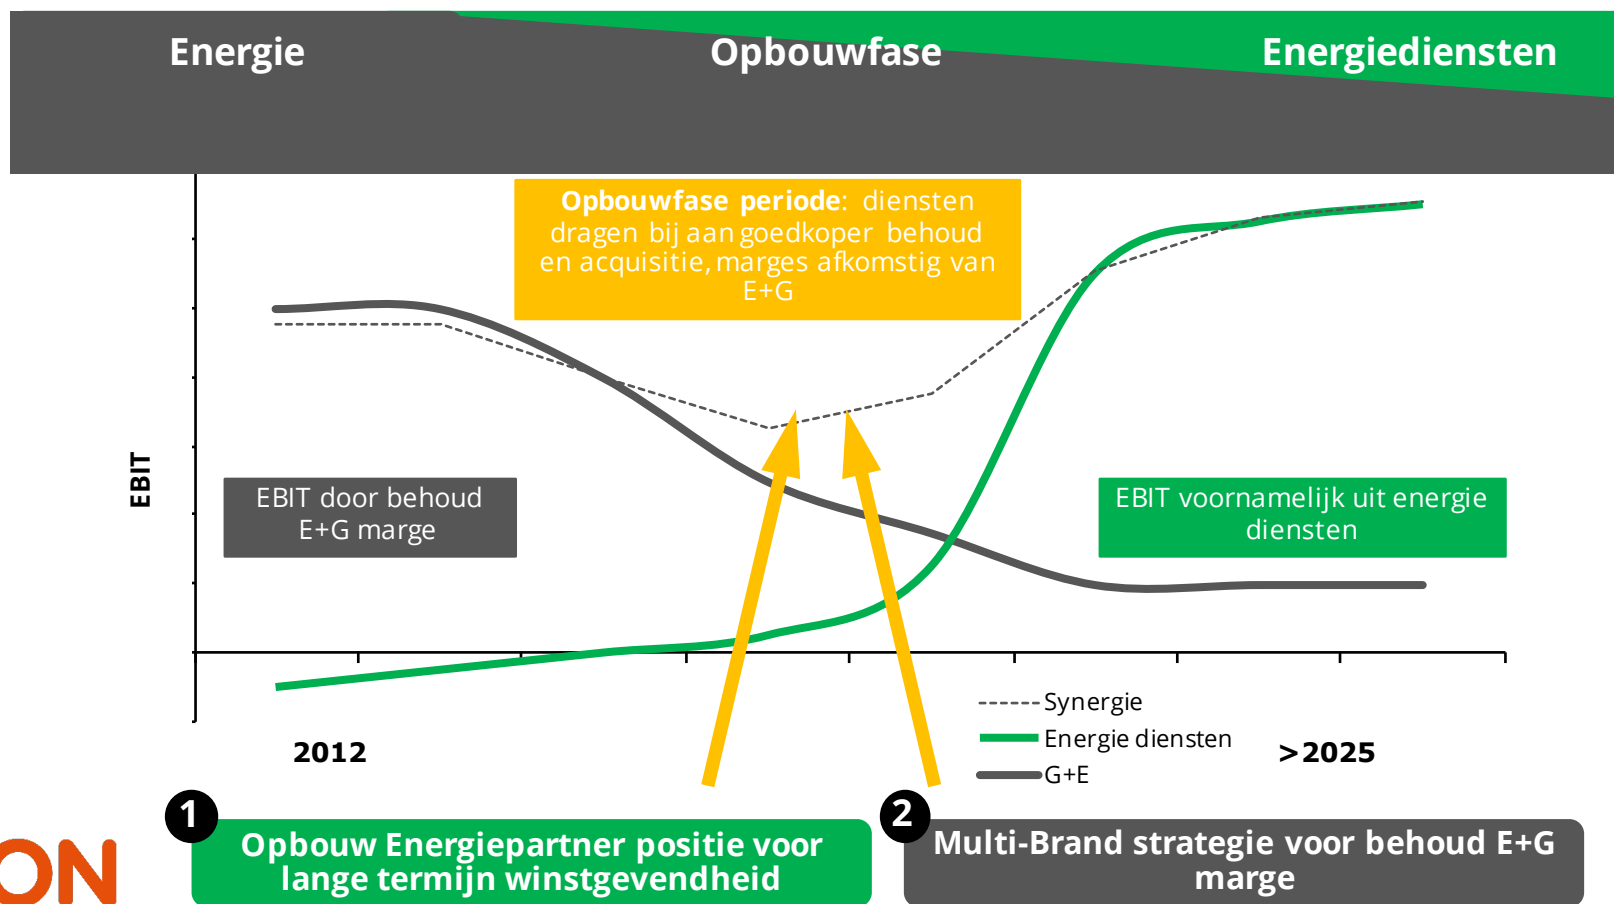 Energie
Opbouwfase
Energiediensten
Opbouwfase periode: diensten
dragen bij aan goedkoper behoud
en acquisitie, marges afkomstig van
E+G
EBIT
EBIT door behoud
E+G marge
EBIT voornamelijk uit energie
diensten
Synergie
Energie diensten
G+E
2012
>2025
1
Opbouw Energiepartner positie voor
lange termijn winstgevendheid
2
Multi-Brand strategie voor behoud E+G
marge
ON